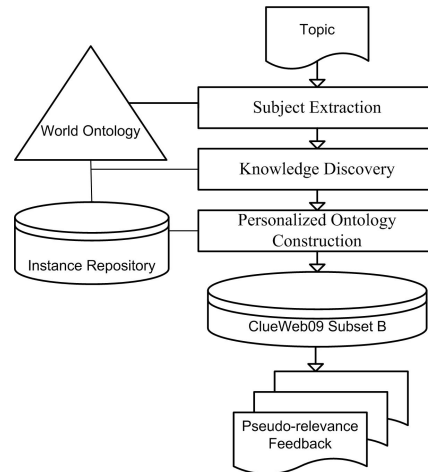 Topic
Subject Extraction
World Ontology
Knowledge Discovery
Personalized Ontology
Construction
Instance Repository
ClueWeb09 Subset B
Pseudo-relevance
Feedback